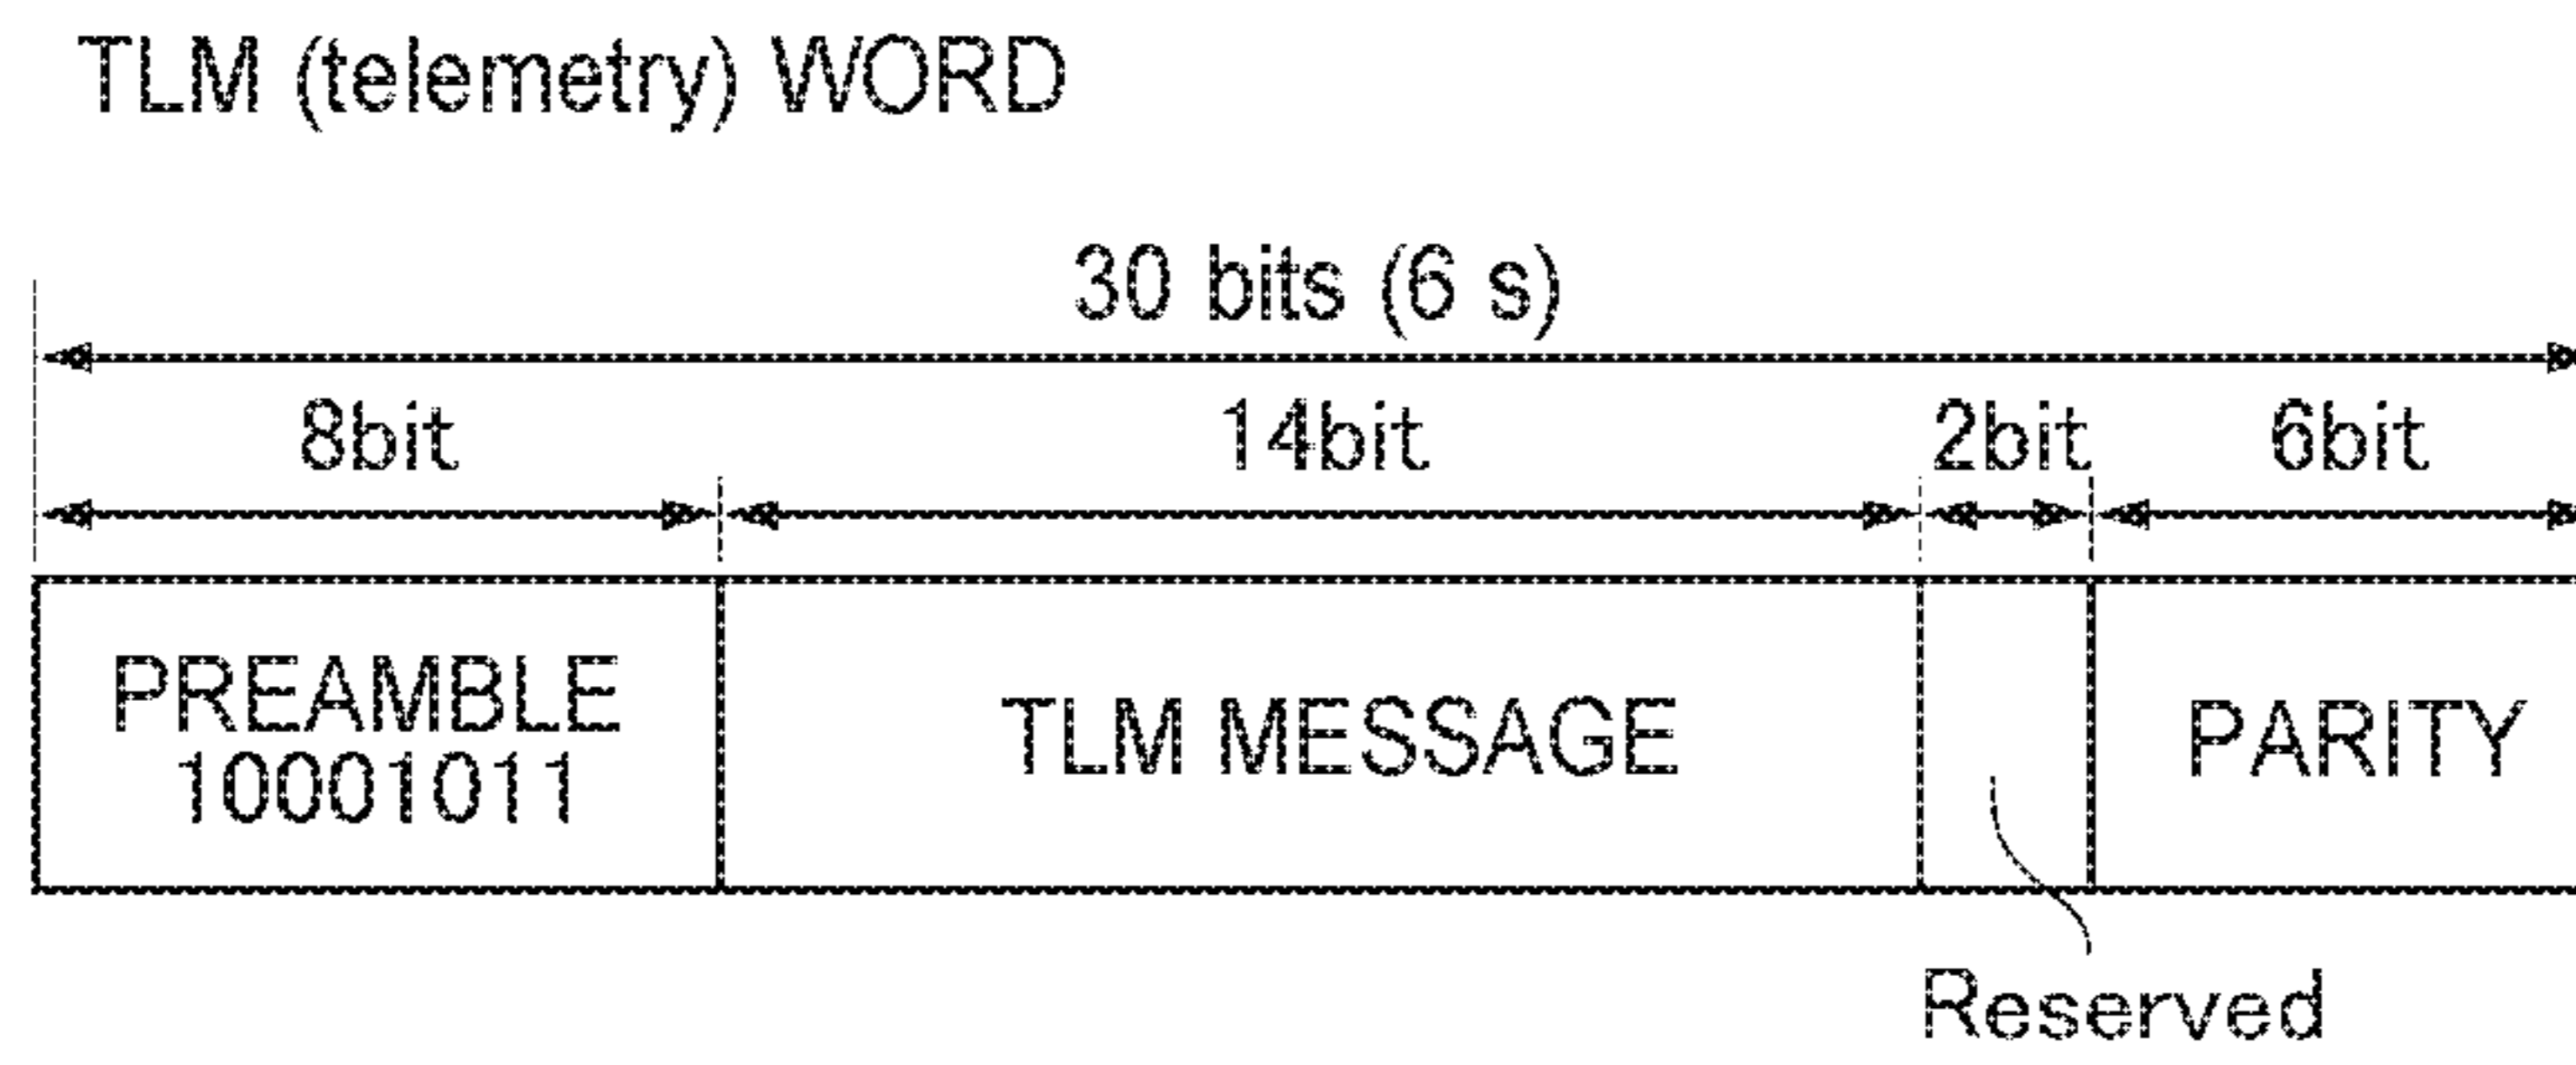 TLM (telemetry) WORD
30 bits (6 s)
8bit 14bit 2bit 6bit
PREAMBLE
10001011
TLM MESSAGE
PARITY
Reserved